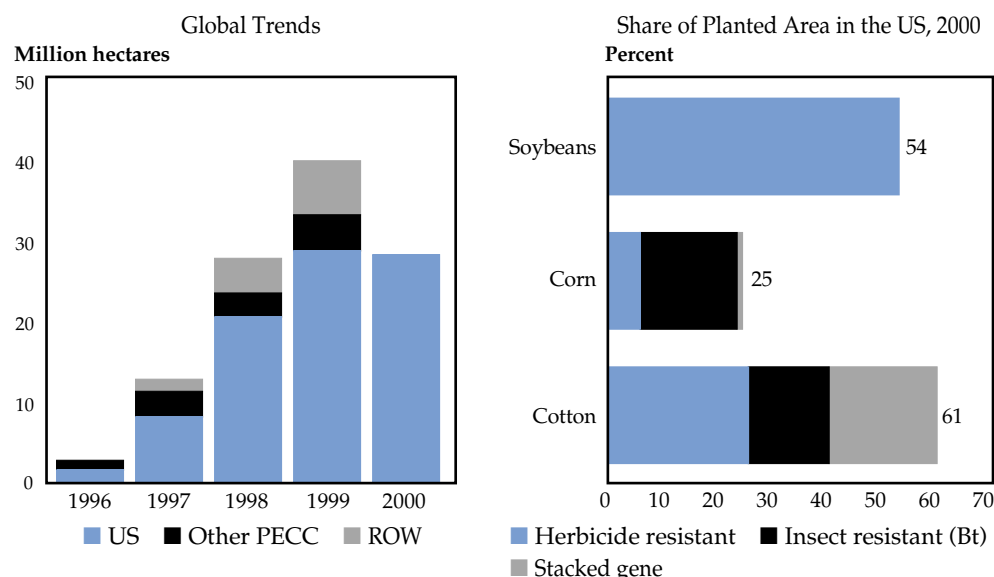 Global Trends
Million hectares
50
40
30
20
10
0
1996 1997 1998 1999 2000
US Other PECC ROW
Share of Planted Area in the US, 2000
Percent
Soybeans 54
Corn 25
Cotton 61
0 10 20 30 40 50 60 70
Herbicide resistant Insect resistant (Bt)
Stacked gene